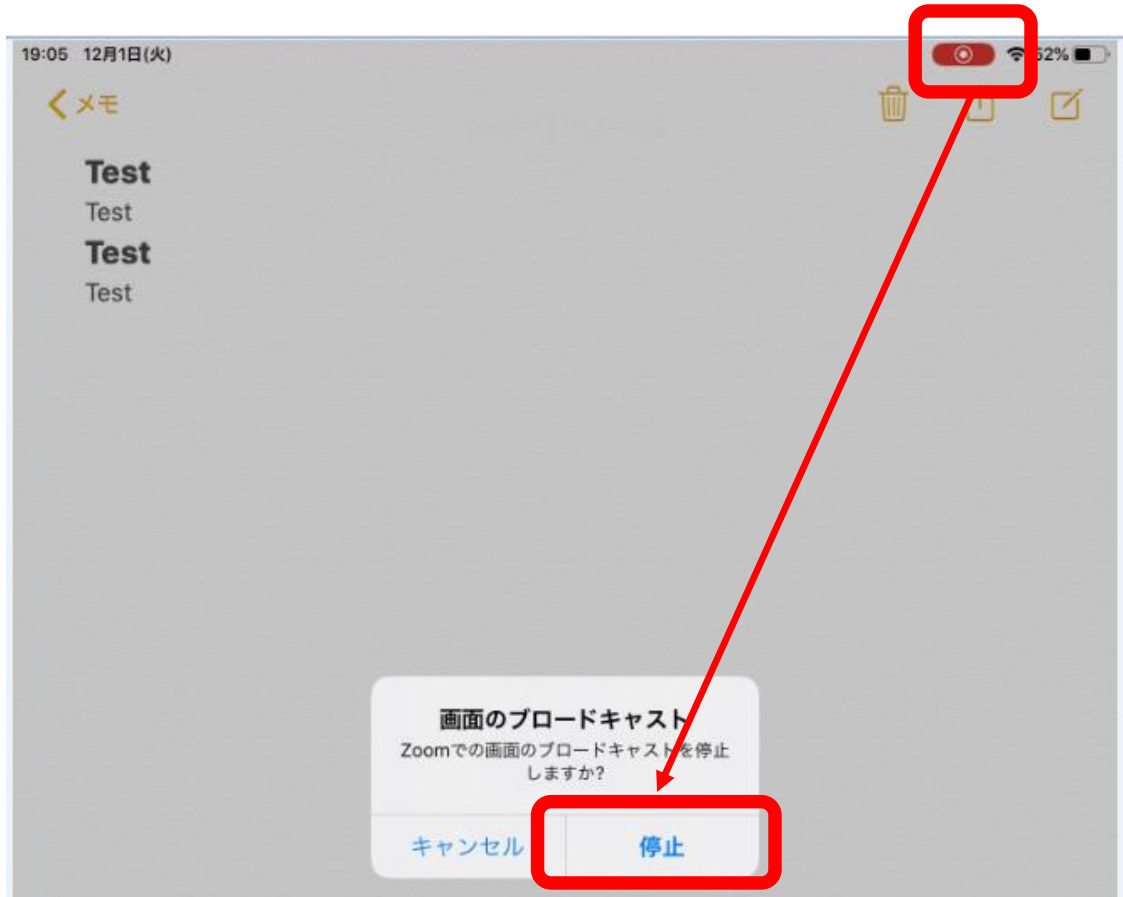 19:05 12月1日(火)
52%
メモ
Test
Test
Test
Test
画面のブロードキャスト
Zoomでの画面のブロードキャストを停止
しますか?
キャンセル 停止